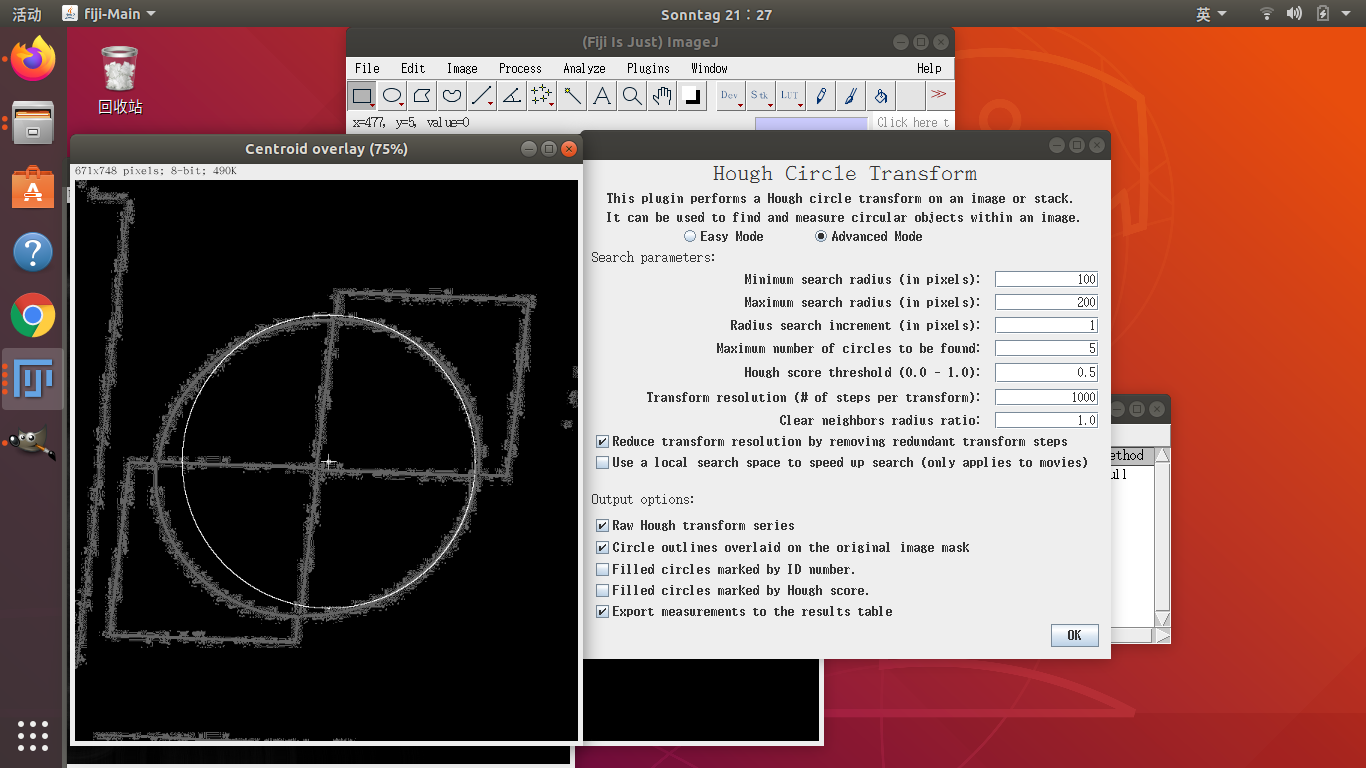 活动
fiji-Main
Sonntag 21：27
英
回收站
(Fiji Is Just) ImageJ
File Edit Image Process Analyze Plugins Window Help
Dev Stk LUT
x=477, y=5, value=0
Click here t
Centroid overlay (75%)
671x748 pixels; 8-bit; 490K
Hough Circle Transform
This plugin performs a Hough circle transform on an image or stack.
It can be used to find and measure circular objects within an image.
Easy Mode Advanced Mode
Search parameters:
Minimum search radius (in pixels): 100
Maximum search radius (in pixels): 200
Radius search increment (in pixels): 1
Maximum number of circles to be found: 5
Hough score threshold (0.0 - 1.0): 0.5
Transform resolution (# of steps per transform): 1000
Clear neighbors radius ratio: 1.0
Reduce transform resolution by removing redundant transform steps
Use a local search space to speed up search (only applies to movies)
Output options:
Raw Hough transform series
Circle outlines overlaid on the original image mask
Filled circles marked by ID number.
Filled circles marked by Hough score.
Export measurements to the results table
OK
ethod
ull